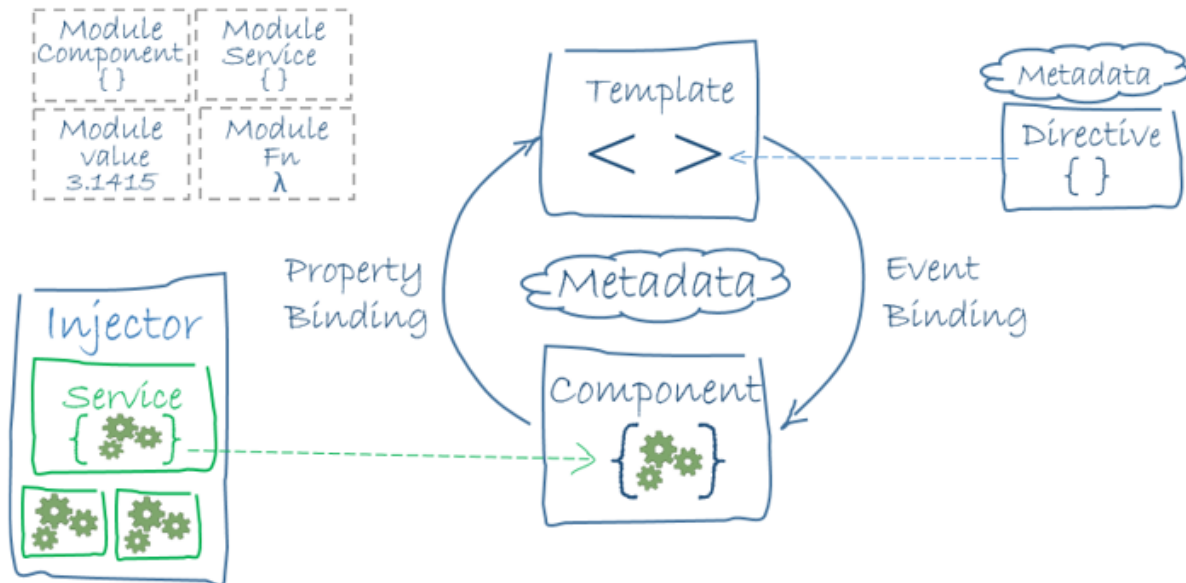 Module
Component
{ }
Module
Service
{ }
Module
value
3.1415
Module
Fn
λ
Template
< >
Metadata
Directive
{ }
Property
Binding
Metadata
Event
Binding
Injector
Service
{ }
Component
{ }